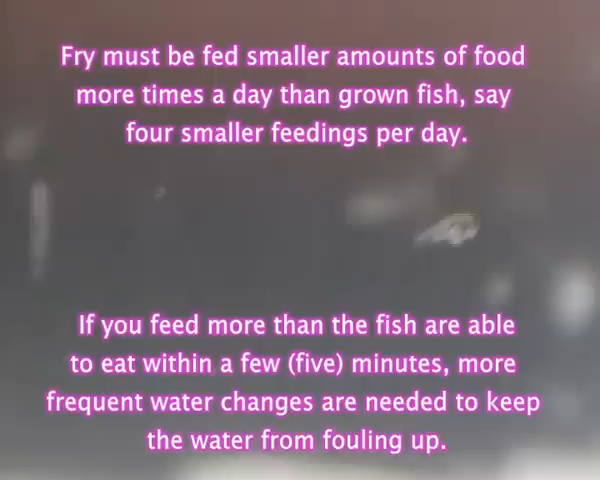 Fry must be fed smaller amounts of food
more times a day than grown fish, say
four smaller feedings per day.
If you feed more than the fish are able
to eat within a few (five) minutes, more
frequent water changes are needed to keep
the water from fouling up.